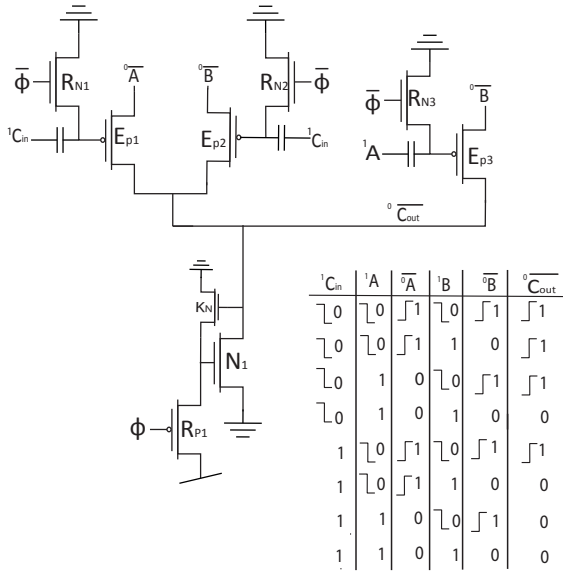 ϕ̅ R_N1 ⁰A̅ ⁰B̅ R_N2 ϕ̅
ϕ̅ R_N3 ⁰B̅
¹C_in E_p1 E_p2 ¹C_in
¹A E_p3
⁰C̅o̅u̅t̅
K_N
N₁
ϕ R_P1
¹C_in ¹A ⁰A̅ ¹B ⁰B̅ ⁰C̅o̅u̅t̅
0 0 1 0 1 1
0 0 1 1 0 1
0 1 0 0 1 1
0 1 0 1 0 0
1 0 1 0 1 1
1 0 1 1 0 0
1 1 0 0 1 0
1 1 0 1 0 0